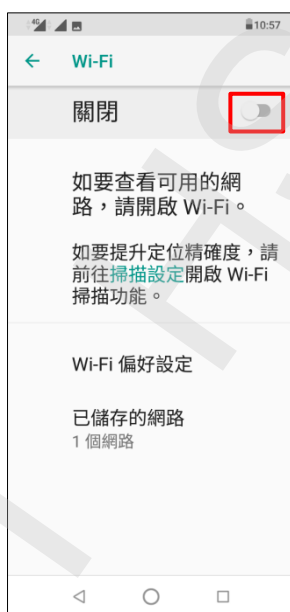 4G 10:57
Wi-Fi
關閉
如要查看可用的網
路，請開啟 Wi-Fi。
如要提升定位精確度，請
前往掃描設定開啟 Wi-Fi
掃描功能。
Wi-Fi 偏好設定
已儲存的網路
1 個網路